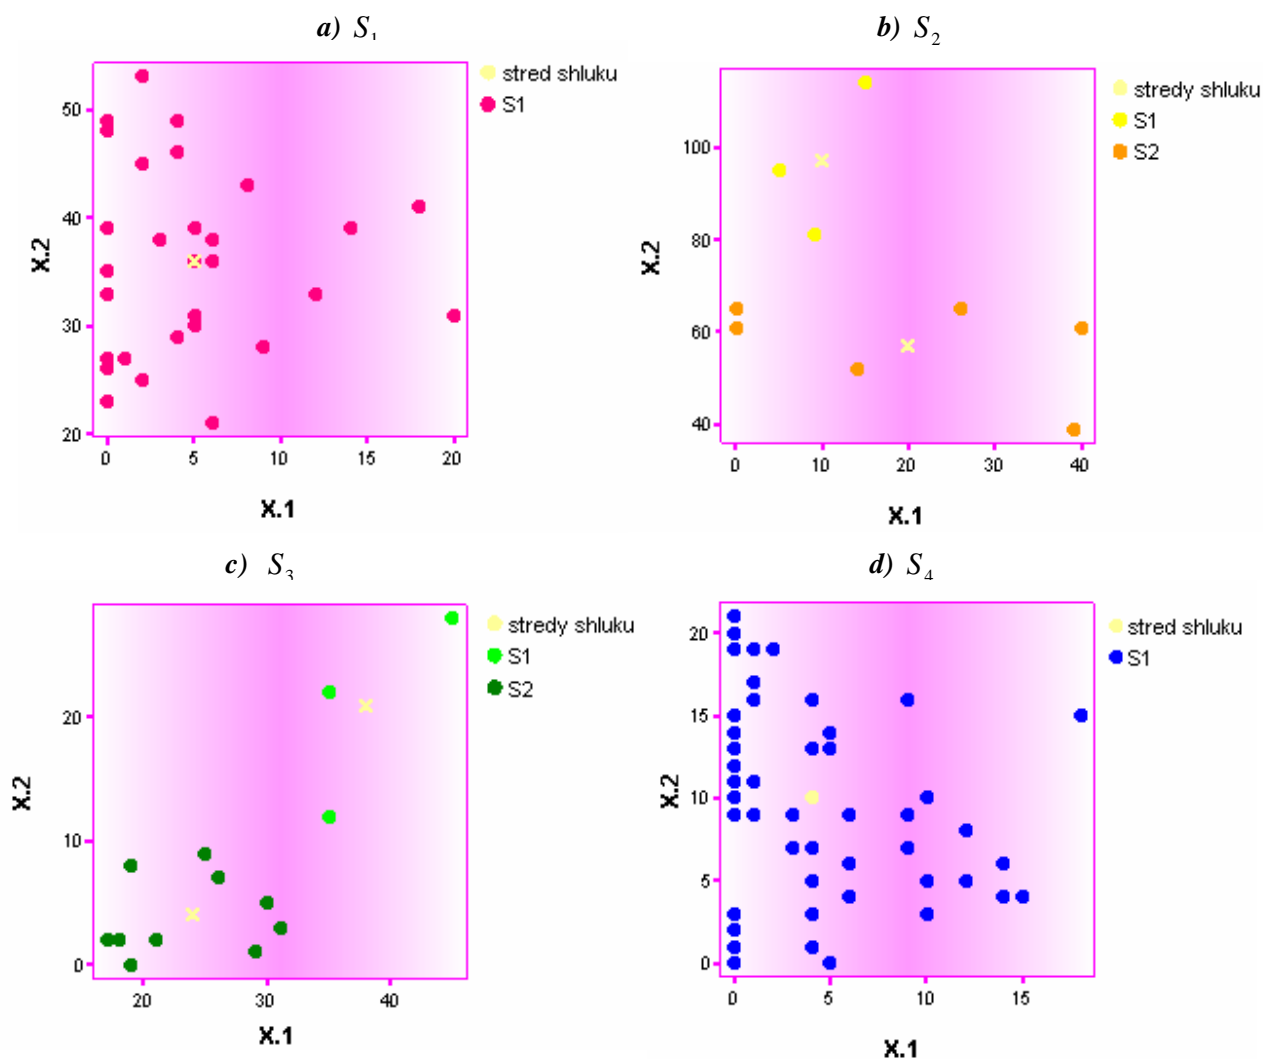 a) S₁
stred shluku
S1
50
40
30
20
0 5 10 15 20
X.2
X.1
b) S₂
stredy shluku
S1
S2
100
80
60
40
0 10 20 30 40
X.2
X.1
c) S₃
stredy shluku
S1
S2
20
10
0
20 30 40
X.2
X.1
d) S₄
stred shluku
S1
20
15
10
5
0
0 5 10 15
X.2
X.1